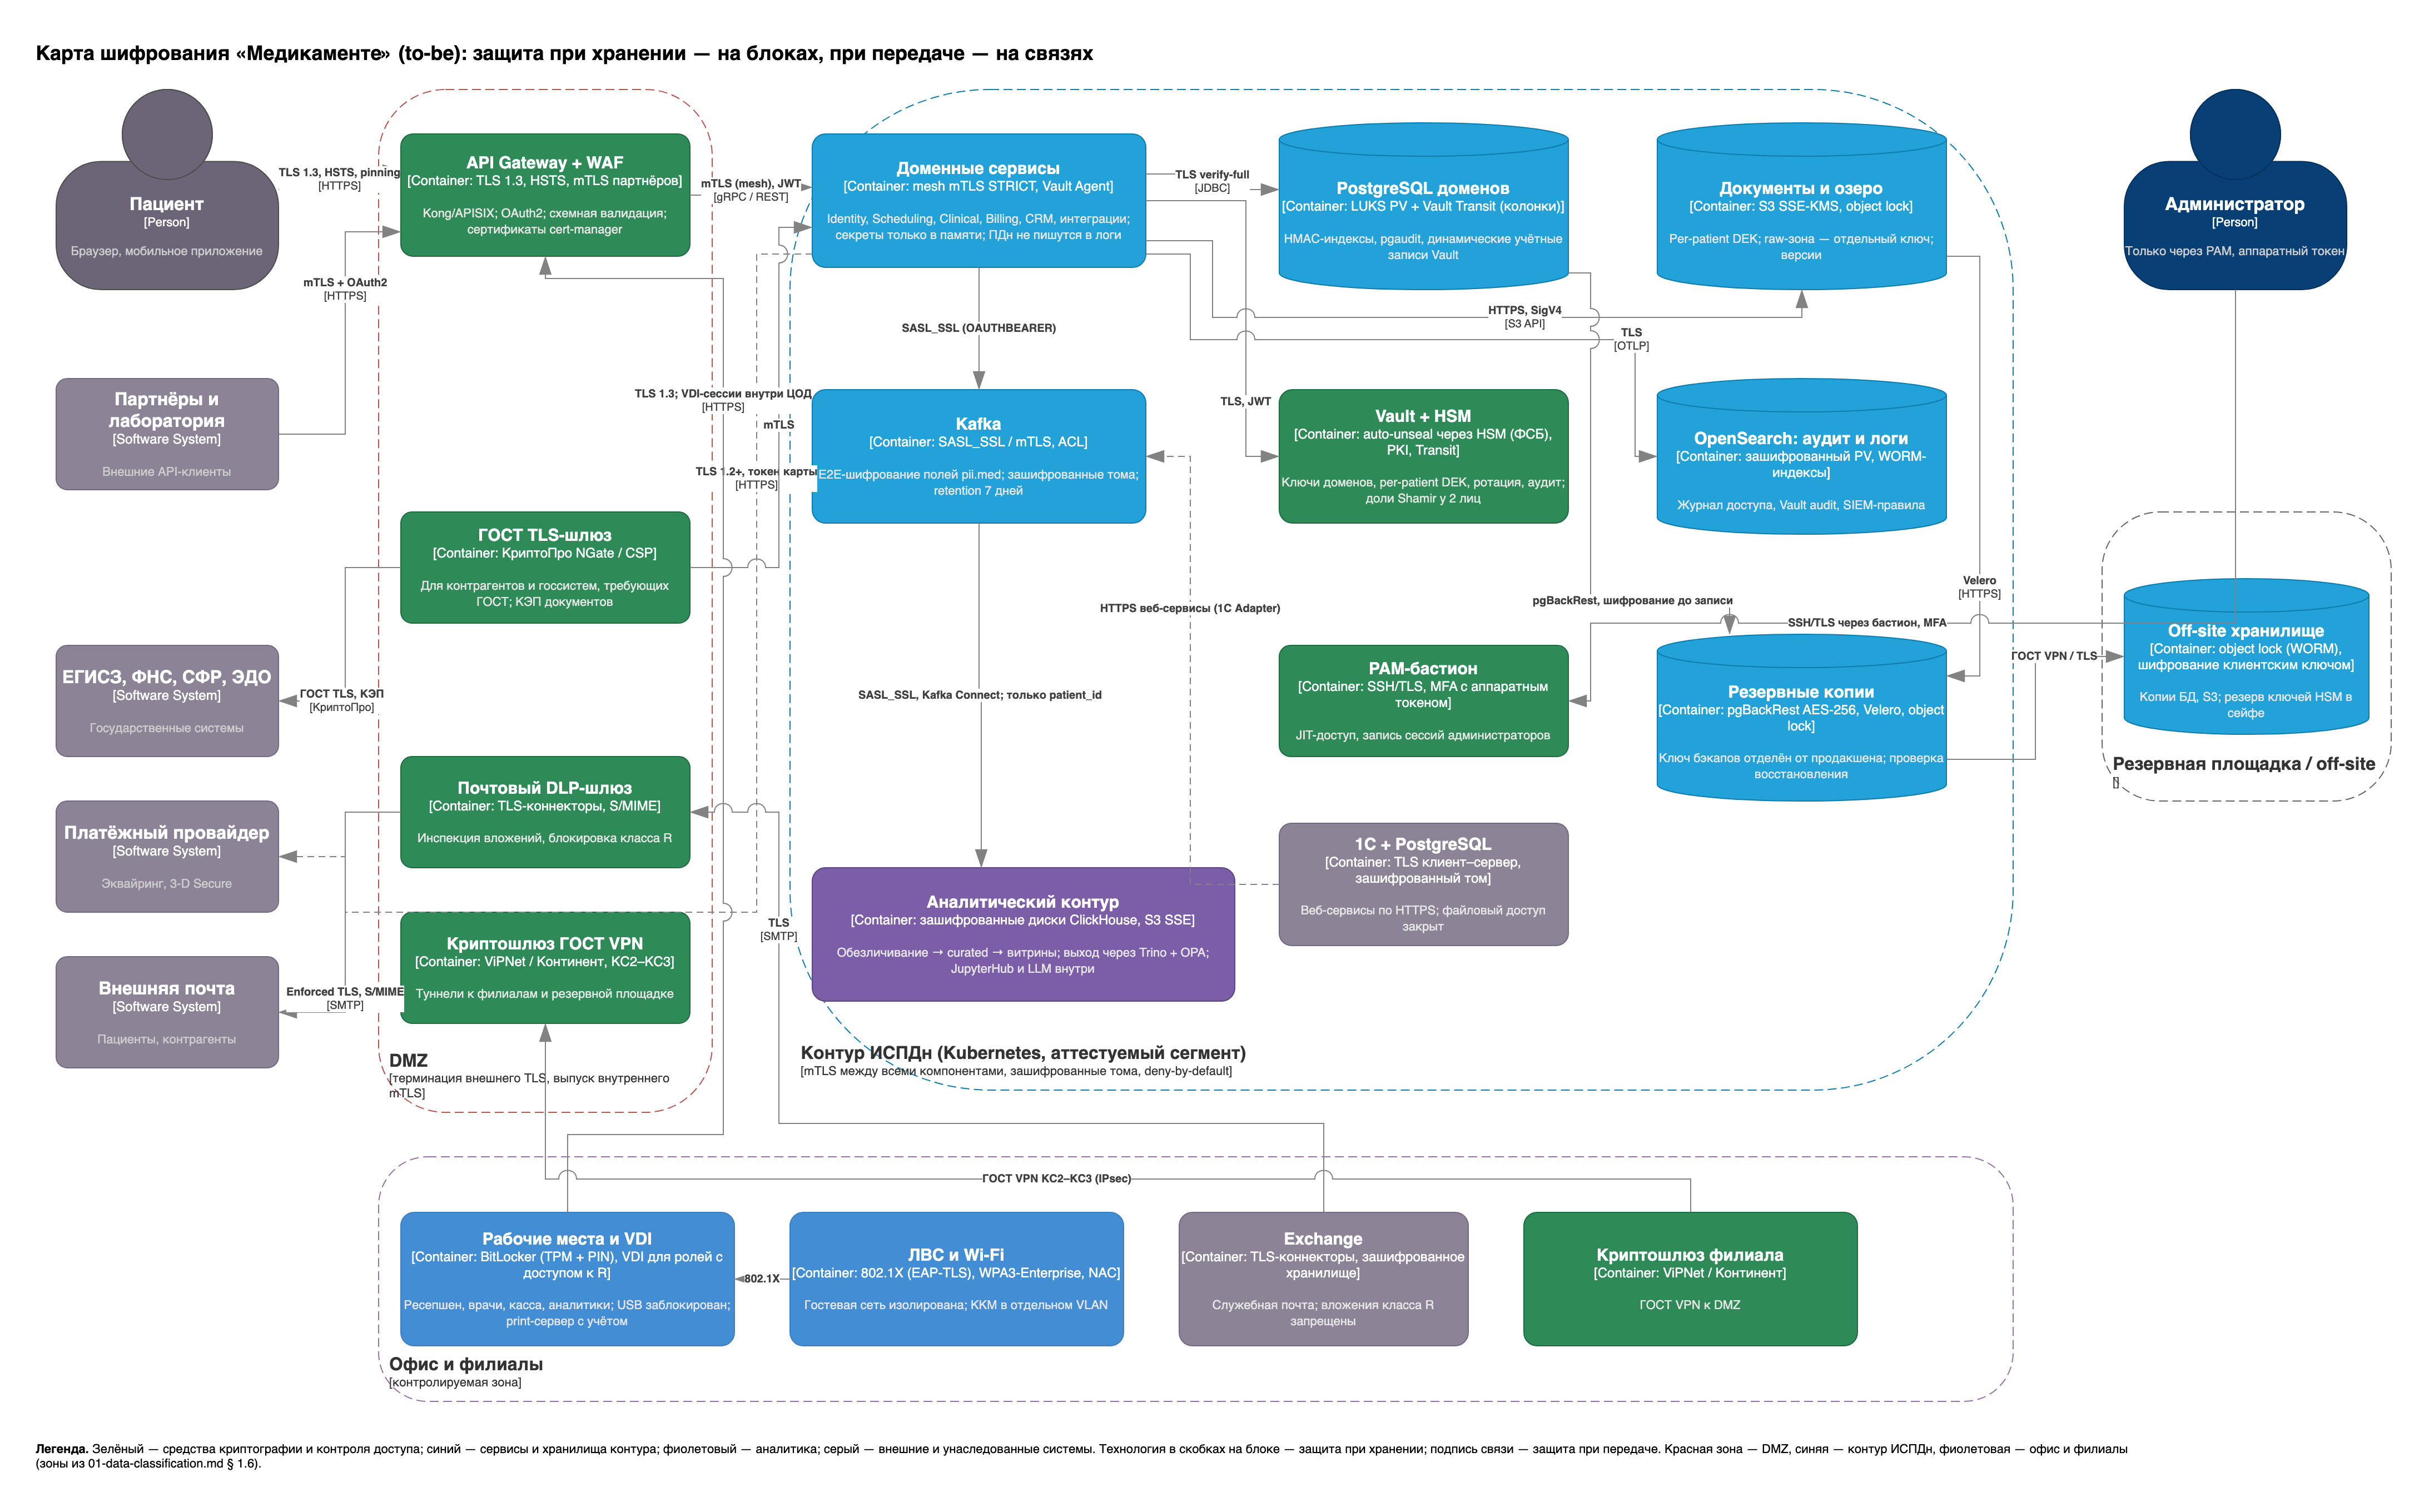 Карта шифрования «Медикаменте» (to-be): защита при хранении — на блоках, при передаче — на связях
Пациент
[Person]
Браузер, мобильное приложение
TLS 1.3, HSTS, pinning
[HTTPS]
API Gateway + WAF
[Container: TLS 1.3, HSTS, mTLS партнёров]
Kong/APISIX; OAuth2; схемная валидация;
сертификаты cert-manager
mTLS (mesh), JWT
[gRPC / REST]
Доменные сервисы
[Container: mesh mTLS STRICT, Vault Agent]
Identity, Scheduling, Clinical, Billing, CRM, интеграции;
секреты только в памяти; ПДн не пишутся в логи
TLS verify-full
[JDBC]
PostgreSQL доменов
[Container: LUKS PV + Vault Transit (колонки)]
HMAC-индексы, pgaudit, динамические учётные
записи Vault
Документы и озеро
[Container: S3 SSE-KMS, object lock]
Per-patient DEK; raw-зона — отдельный ключ;
версии
Администратор
[Person]
Только через PAM, аппаратный токен
mTLS + OAuth2
[HTTPS]
SASL_SSL (OAUTHBEARER)
HTTPS, SigV4
[S3 API]
TLS
[OTLP]
Партнёры и
лаборатория
[Software System]
Внешние API-клиенты
TLS 1.3; VDI-сессии внутри ЦОД
[HTTPS]
mTLS
TLS 1.2+, токен карты
[HTTPS]
Kafka
[Container: SASL_SSL / mTLS, ACL]
E2E-шифрование полей pii.med; зашифрованные тома;
retention 7 дней
TLS, JWT
Vault + HSM
[Container: auto-unseal через HSM (ФСБ),
PKI, Transit]
Ключи доменов, per-patient DEK, ротация, аудит;
доли Shamir у 2 лиц
OpenSearch: аудит и логи
[Container: зашифрованный PV, WORM-
индексы]
Журнал доступа, Vault audit, SIEM-правила
ГОСТ TLS-шлюз
[Container: КриптоПро NGate / CSP]
Для контрагентов и госсистем, требующих
ГОСТ; КЭП документов
HTTPS веб-сервисы (1C Adapter)
pgBackRest, шифрование до записи
Velero
[HTTPS]
SSH/TLS через бастион, MFA
ГОСТ VPN / TLS
Off-site хранилище
[Container: object lock (WORM),
шифрование клиентским ключом]
Копии БД, S3; резерв ключей HSM в
сейфе
Резервная площадка / off-site
[]
ЕГИСЗ, ФНС, СФР, ЭДО
[Software System]
Государственные системы
ГОСТ TLS, КЭП
[КриптоПро]
SASL_SSL, Kafka Connect; только patient_id
PAM-бастион
[Container: SSH/TLS, MFA с аппаратным
токеном]
JIT-доступ, запись сессий администраторов
Резервные копии
[Container: pgBackRest AES-256, Velero, object
lock]
Ключ бэкапов отделён от продакшена; проверка
восстановления
Платёжный провайдер
[Software System]
Эквайринг, 3-D Secure
Почтовый DLP-шлюз
[Container: TLS-коннекторы, S/MIME]
Инспекция вложений, блокировка класса R
1C + PostgreSQL
[Container: TLS клиент–сервер,
зашифрованный том]
Веб-сервисы по HTTPS; файловый доступ
закрыт
Аналитический контур
[Container: зашифрованные диски ClickHouse, S3 SSE]
Обезличивание → curated → витрины; выход через Trino + OPA;
JupyterHub и LLM внутри
TLS
[SMTP]
Внешняя почта
[Software System]
Пациенты, контрагенты
Enforced TLS, S/MIME
[SMTP]
Криптошлюз ГОСТ VPN
[Container: ViPNet / Континент, КС2–КС3]
Туннели к филиалам и резервной площадке
DMZ
[терминация внешнего TLS, выпуск внутреннего
mTLS]
Контур ИСПДн (Kubernetes, аттестуемый сегмент)
[mTLS между всеми компонентами, зашифрованные тома, deny-by-default]
ГОСТ VPN КС2–КС3 (IPsec)
Рабочие места и VDI
[Container: BitLocker (TPM + PIN), VDI для ролей с
доступом к R]
Ресепшен, врачи, касса, аналитики; USB заблокирован;
print-сервер с учётом
802.1X
ЛВС и Wi-Fi
[Container: 802.1X (EAP-TLS), WPA3-Enterprise, NAC]
Гостевая сеть изолирована; ККМ в отдельном VLAN
Exchange
[Container: TLS-коннекторы, зашифрованное
хранилище]
Служебная почта; вложения класса R
запрещены
Криптошлюз филиала
[Container: ViPNet / Континент]
ГОСТ VPN к DMZ
Офис и филиалы
[контролируемая зона]
Легенда. Зелёный — средства криптографии и контроля доступа; синий — сервисы и хранилища контура; фиолетовый — аналитика; серый — внешние и унаследованные системы. Технология в скобках на блоке — защита при хранении; подпись связи — защита при передаче. Красная зона — DMZ, синяя — контур ИСПДн, фиолетовая — офис и филиалы
(зоны из 01-data-classification.md § 1.6).